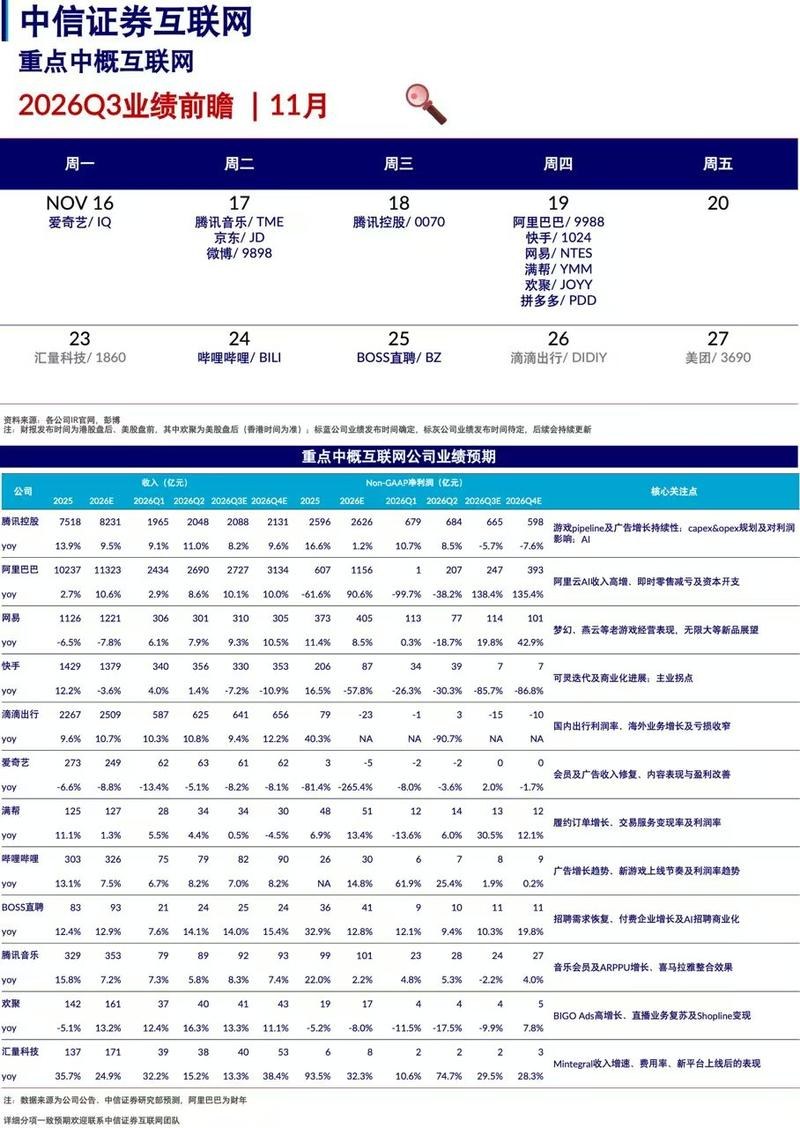 中信证券互联网
重点中概互联网
2026Q3业绩前瞻 | 11月
周一 周二 周三 周四 周五
NOV 16 17 18 19 20
爱奇艺/ IQ 腾讯音乐/ TME 腾讯控股/ 0070 阿里巴巴/ 9988
京东/ JD 快手/ 1024
微博/ 9898 网易/ NTES
满帮/ YMM
欢聚/ JOYY
拼多多/ PDD
23 24 25 26 27
汇量科技/ 1860 哔哩哔哩/ BILI BOSS直聘/ BZ 滴滴出行/ DIDIY 美团/ 3690
资料来源：各公司IR官网，彭博
注：财报发布时间为港股盘后、美股盘前，其中欢聚为美股盘后（香港时间为准）；标蓝公司业绩发布时间确定，标灰公司业绩发布时间待定，后续会持续更新
重点中概互联网公司业绩预期
公司 收入（亿元） Non-GAAP净利润（亿元） 核心关注点
2025 2026E 2026Q1 2026Q2 2026Q3E 2026Q4E 2025 2026E 2026Q1 2026Q2 2026Q3E 2026Q4E
腾讯控股 7518 8231 1965 2048 2088 2131 2596 2626 679 684 665 598 游戏pipeline及广告增长持续性；capex&opex规划及对利润
影响；AI
yoy 13.9% 9.5% 9.1% 11.0% 8.2% 9.6% 16.6% 1.2% 10.7% 8.5% -5.7% -7.6%
阿里巴巴 10237 11323 2434 2690 2727 3134 607 1156 1 207 247 393 阿里云AI收入高增、即时零售减亏及资本开支
yoy 2.7% 10.6% 2.9% 8.6% 10.1% 10.0% -61.6% 90.6% -99.7% -38.2% 138.4% 135.4%
网易 1126 1221 306 301 310 305 373 405 113 77 114 101 梦幻、燕云等老游戏经营表现，无限大等新品展望
yoy -6.5% -7.8% 6.1% 7.9% 9.3% 10.5% 11.4% 8.5% 0.3% -18.7% 19.8% 42.9%
快手 1429 1379 340 356 330 353 206 87 34 39 7 7 可灵迭代及商业化进展；主业拐点
yoy 12.2% -3.6% 4.0% 1.4% -7.2% -10.9% 16.5% -57.8% -26.3% -30.3% -85.7% -86.8%
滴滴出行 2267 2509 587 625 641 656 79 -23 -1 3 -15 -10 国内出行利润率、海外业务增长及亏损收窄
yoy 9.6% 10.7% 10.3% 10.8% 9.4% 12.2% 40.3% NA NA -90.7% NA NA
爱奇艺 273 249 62 63 61 62 3 -5 -2 -2 0 0 会员及广告收入修复、内容表现与盈利改善
yoy -6.6% -8.8% -13.4% -5.1% -8.2% -8.1% -81.4% -265.4% -8.0% -3.6% 2.0% -1.7%
满帮 125 127 28 34 34 30 48 51 12 14 13 12 履约订单增长、交易服务变现率及利润率
yoy 11.1% 1.3% 5.5% 4.4% 0.5% -4.5% 6.9% 13.4% -13.6% 6.0% 30.5% 12.1%
哔哩哔哩 303 326 75 79 82 90 26 30 6 7 8 9 广告增长趋势、新游戏上线节奏及利润率趋势
yoy 13.1% 7.5% 6.7% 8.2% 7.0% 8.2% NA 14.8% 61.9% 25.4% 1.9% 0.2%
BOSS直聘 83 93 21 24 25 24 36 41 9 10 11 11 招聘需求恢复、付费企业增长及AI招聘商业化
yoy 12.4% 12.9% 7.6% 14.1% 14.0% 15.4% 32.9% 12.8% 12.1% 9.4% 10.3% 19.8%
腾讯音乐 329 353 79 89 92 93 99 101 23 28 24 27 音乐会员及ARPPU增长、喜马拉雅整合效果
yoy 15.8% 7.2% 7.3% 5.8% 8.3% 7.4% 22.0% 2.2% 4.8% 5.3% -2.2% 4.0%
欢聚 142 161 37 40 41 43 19 17 4 4 4 5 BIGO Ads高增长、直播业务复苏及Shopline变现
yoy -5.1% 13.2% 12.4% 16.3% 13.3% 11.1% -5.2% -8.0% -11.5% -17.5% -9.9% 7.8%
汇量科技 137 171 39 38 40 53 6 8 2 2 2 3 Mintegral收入增速、费用率、新平台上线后的表现
yoy 35.7% 24.9% 32.2% 15.2% 13.3% 38.4% 93.5% 32.3% 10.6% 74.7% 29.5% 28.3%
注：数据来源为公司公告、中信证券研究部预测，阿里巴巴为财年
详细分项一致预期欢迎联系中信证券互联网团队